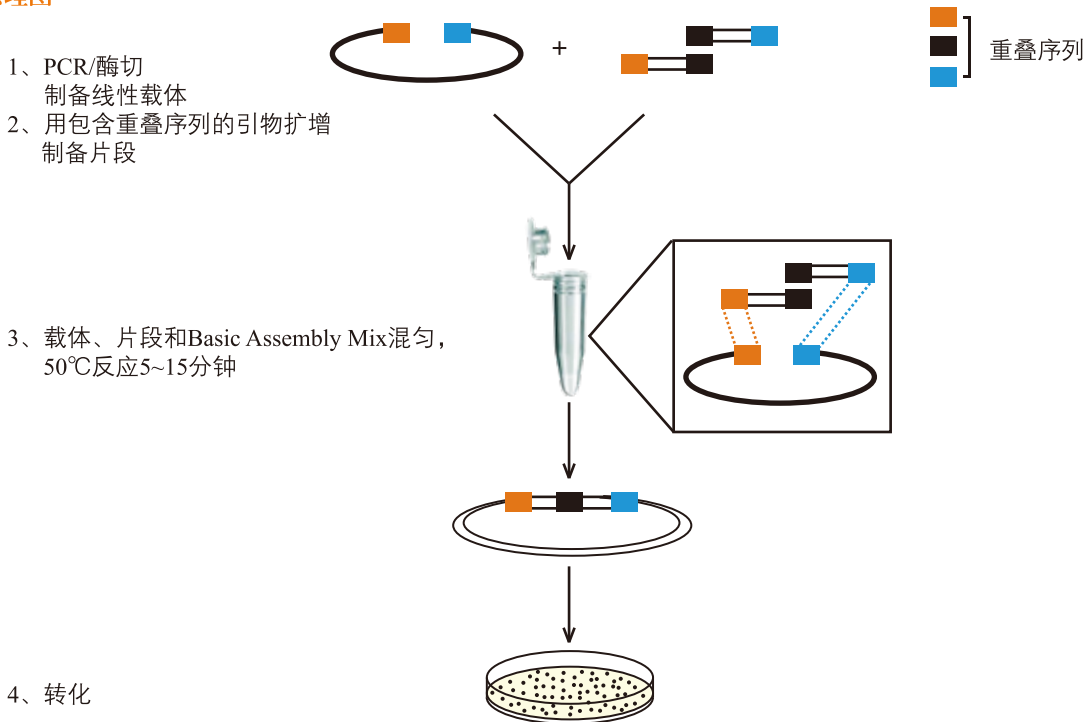 1、PCR/酶切
制备线性载体
2、用包含重叠序列的引物扩增
制备片段
+
重叠序列
3、载体、片段和Basic Assembly Mix混匀，
50℃反应5~15分钟
4、转化